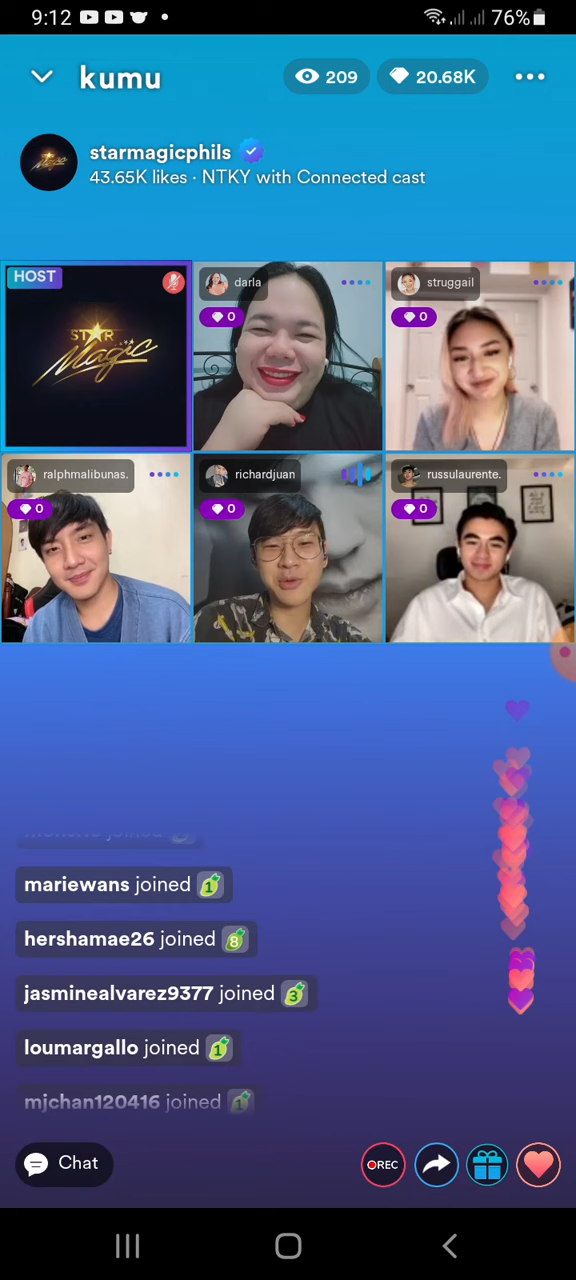 9:12
76%
kumu
209
20.68K
starmagicphils
43.65K likes · NTKY with Connected cast
HOST
STAR
Magic
darla
0
struggail
0
ralphmalibunas.
0
richardjuan
0
russulaurente.
0
joined
mariewans joined 1
hershamae26 joined 8
jasminealvarez9377 joined 3
loumargallo joined 1
mjchan120416 joined 1
Chat
REC